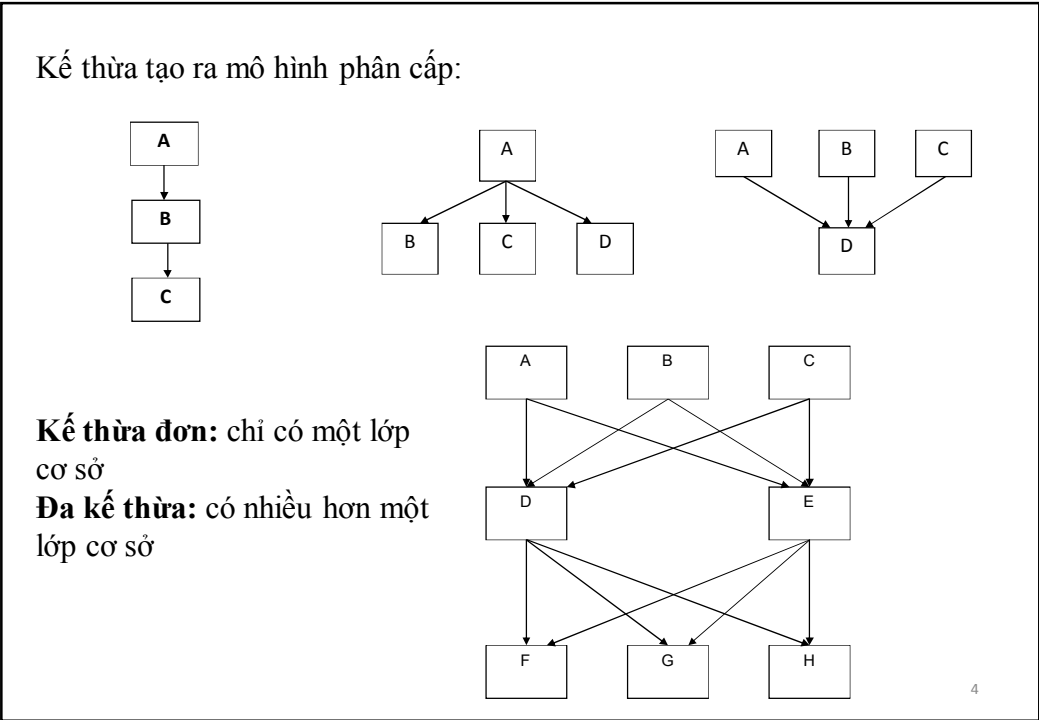 Kế thừa tạo ra mô hình phân cấp:
A
B
C
A
B C D
A B C
D
A B C
D E
F G H
Kế thừa đơn: chỉ có một lớp
cơ sở
Đa kế thừa: có nhiều hơn một
lớp cơ sở
4